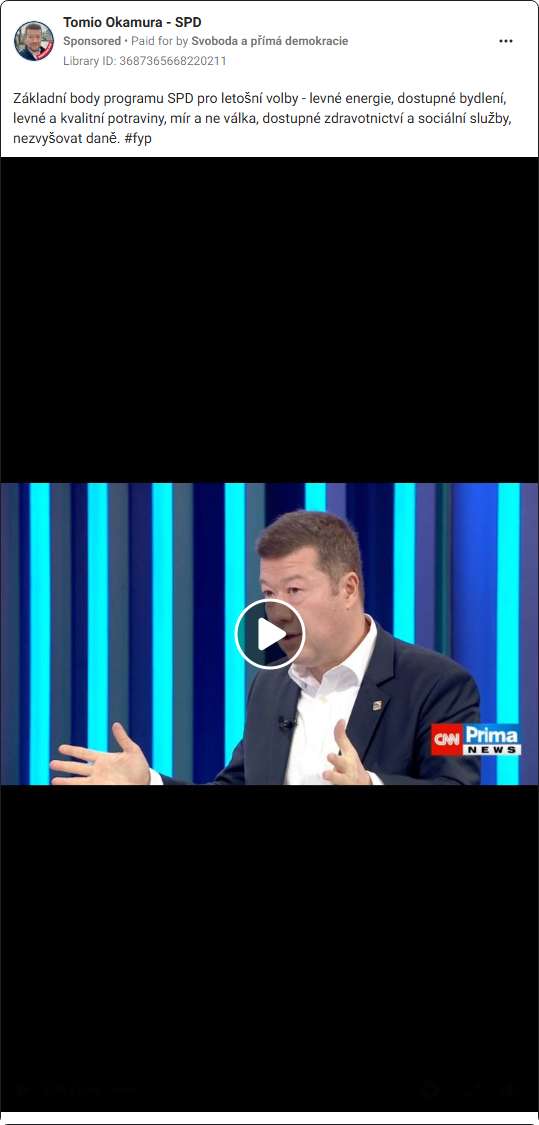 Tomio Okamura - SPD
Sponsored • Paid for by Svoboda a přímá demokracie
Library ID: 3687365668220211
Základní body programu SPD pro letošní volby - levné energie, dostupné bydlení,
levné a kvalitní potraviny, mír a ne válka, dostupné zdravotnictví a sociální služby,
nezvyšovat daně. #fyp
CNN Prima
NEWS